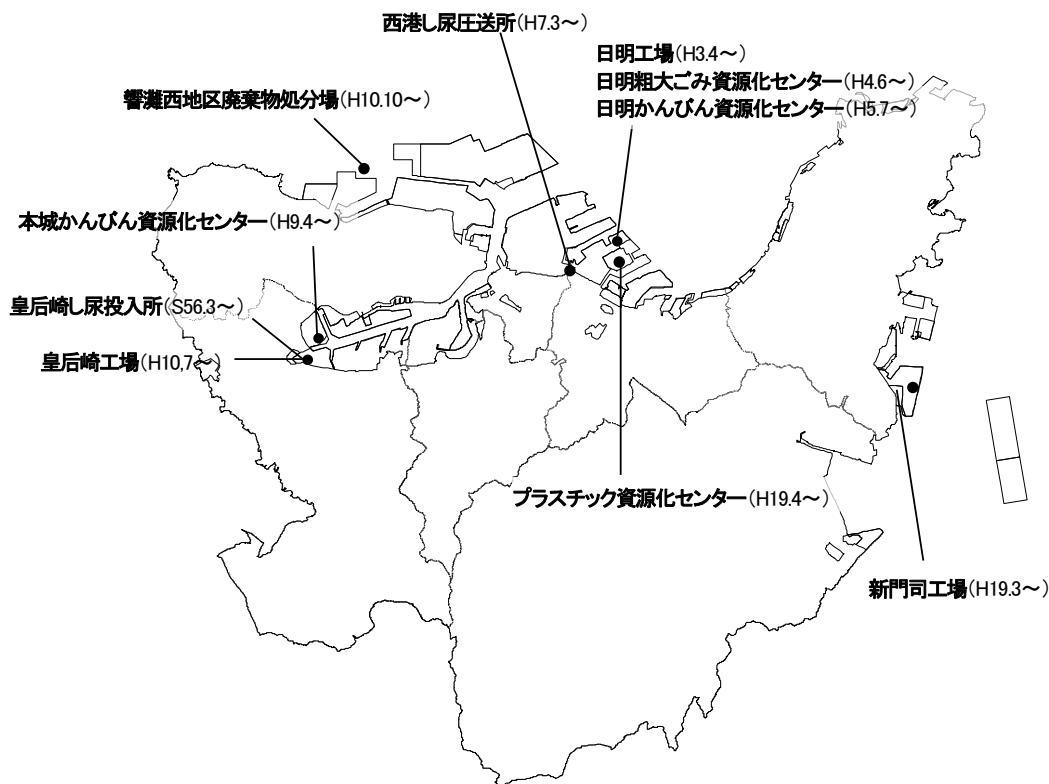 西港し尿圧送所（H7.3～）
日明工場（H3.4～）
日明粗大ごみ資源化センター（H4.6～）
日明かんびん資源化センター（H5.7～）
響灘西地区廃棄物処分場（H10.10～）
本城かんびん資源化センター（H9.4～）
皇后崎し尿投入所（S56.3～）
皇后崎工場（H10,7～）
プラスチック資源化センター（H19.4～）
新門司工場（H19.3～）